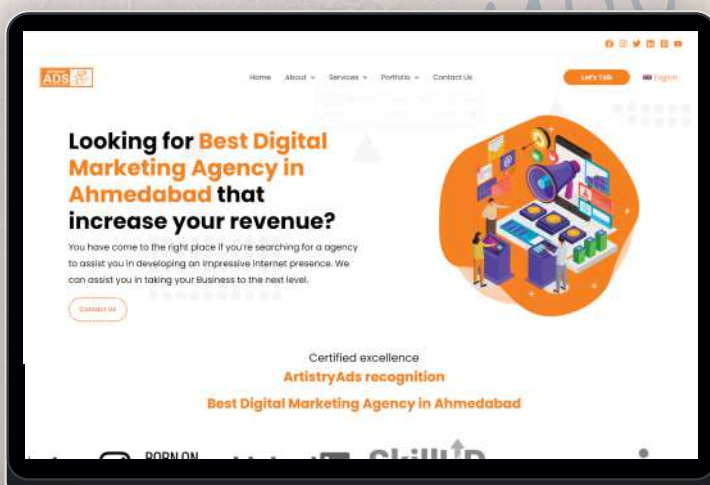 ADS
Home About Services Portfolio Contact Us Let's Talk English
Looking for Best Digital
Marketing Agency in
Ahmedabad that
increase your revenue?
You have come to the right place if you're searching for a agency
to assist you in developing an impressive internet presence. We
can assist you in taking your Business to the next level.
Contact Us
Certified excellence
ArtistryAds recognition
Best Digital Marketing Agency in Ahmedabad
BORN ON
SkillUp